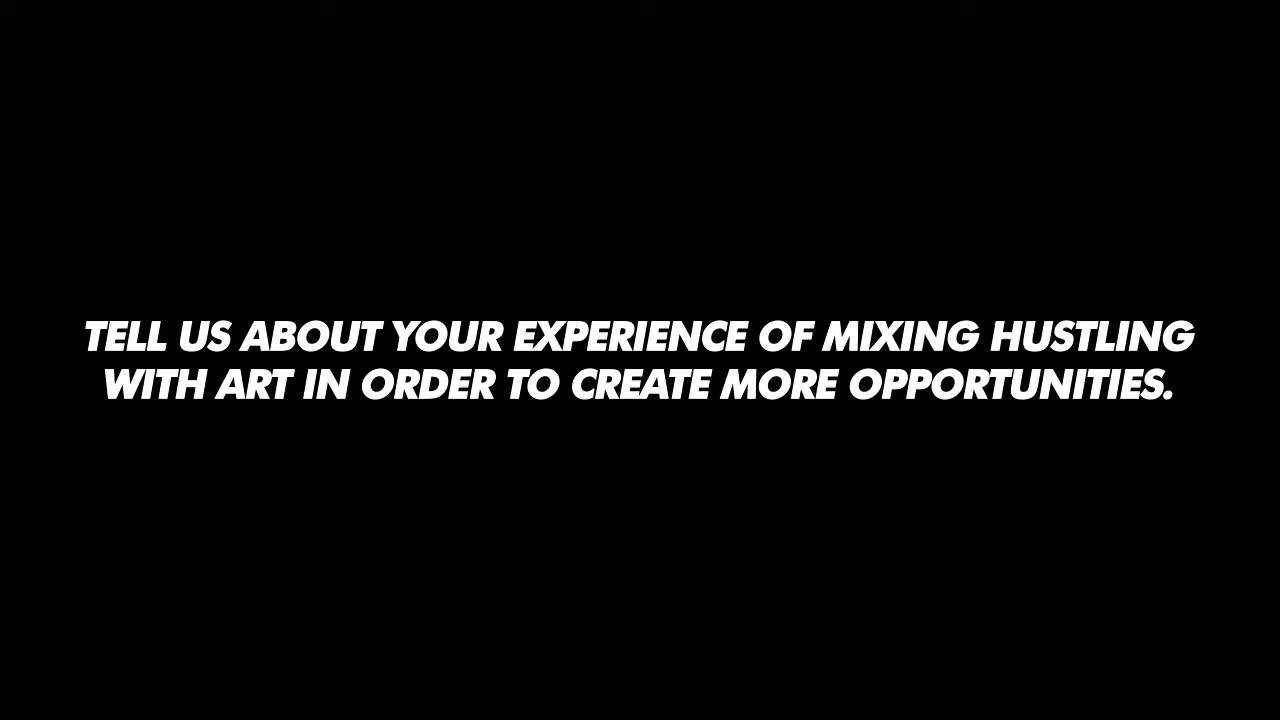 TELL US ABOUT YOUR EXPERIENCE OF MIXING HUSTLING
WITH ART IN ORDER TO CREATE MORE OPPORTUNITIES.